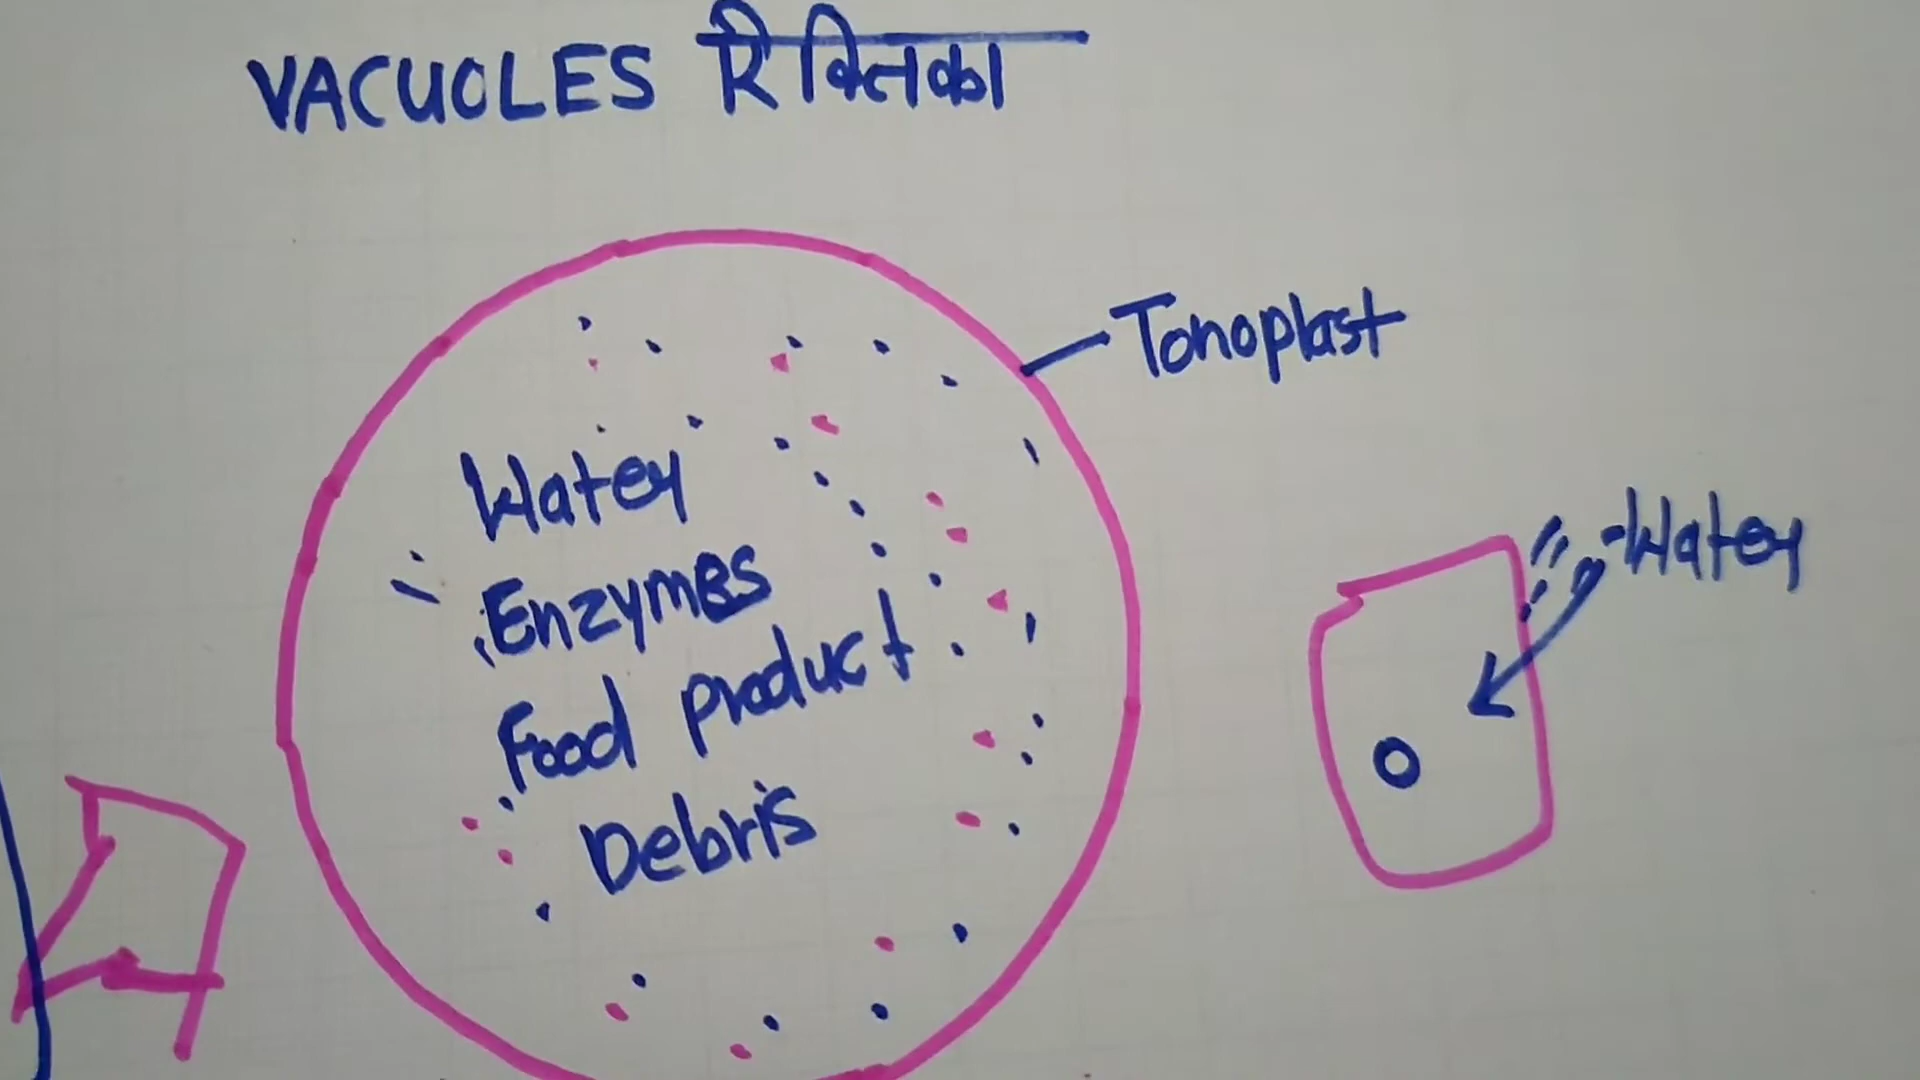 VACUOLES रिक्तिका
Tonoplast
Water
Enzymes
Food product
Debris
Water